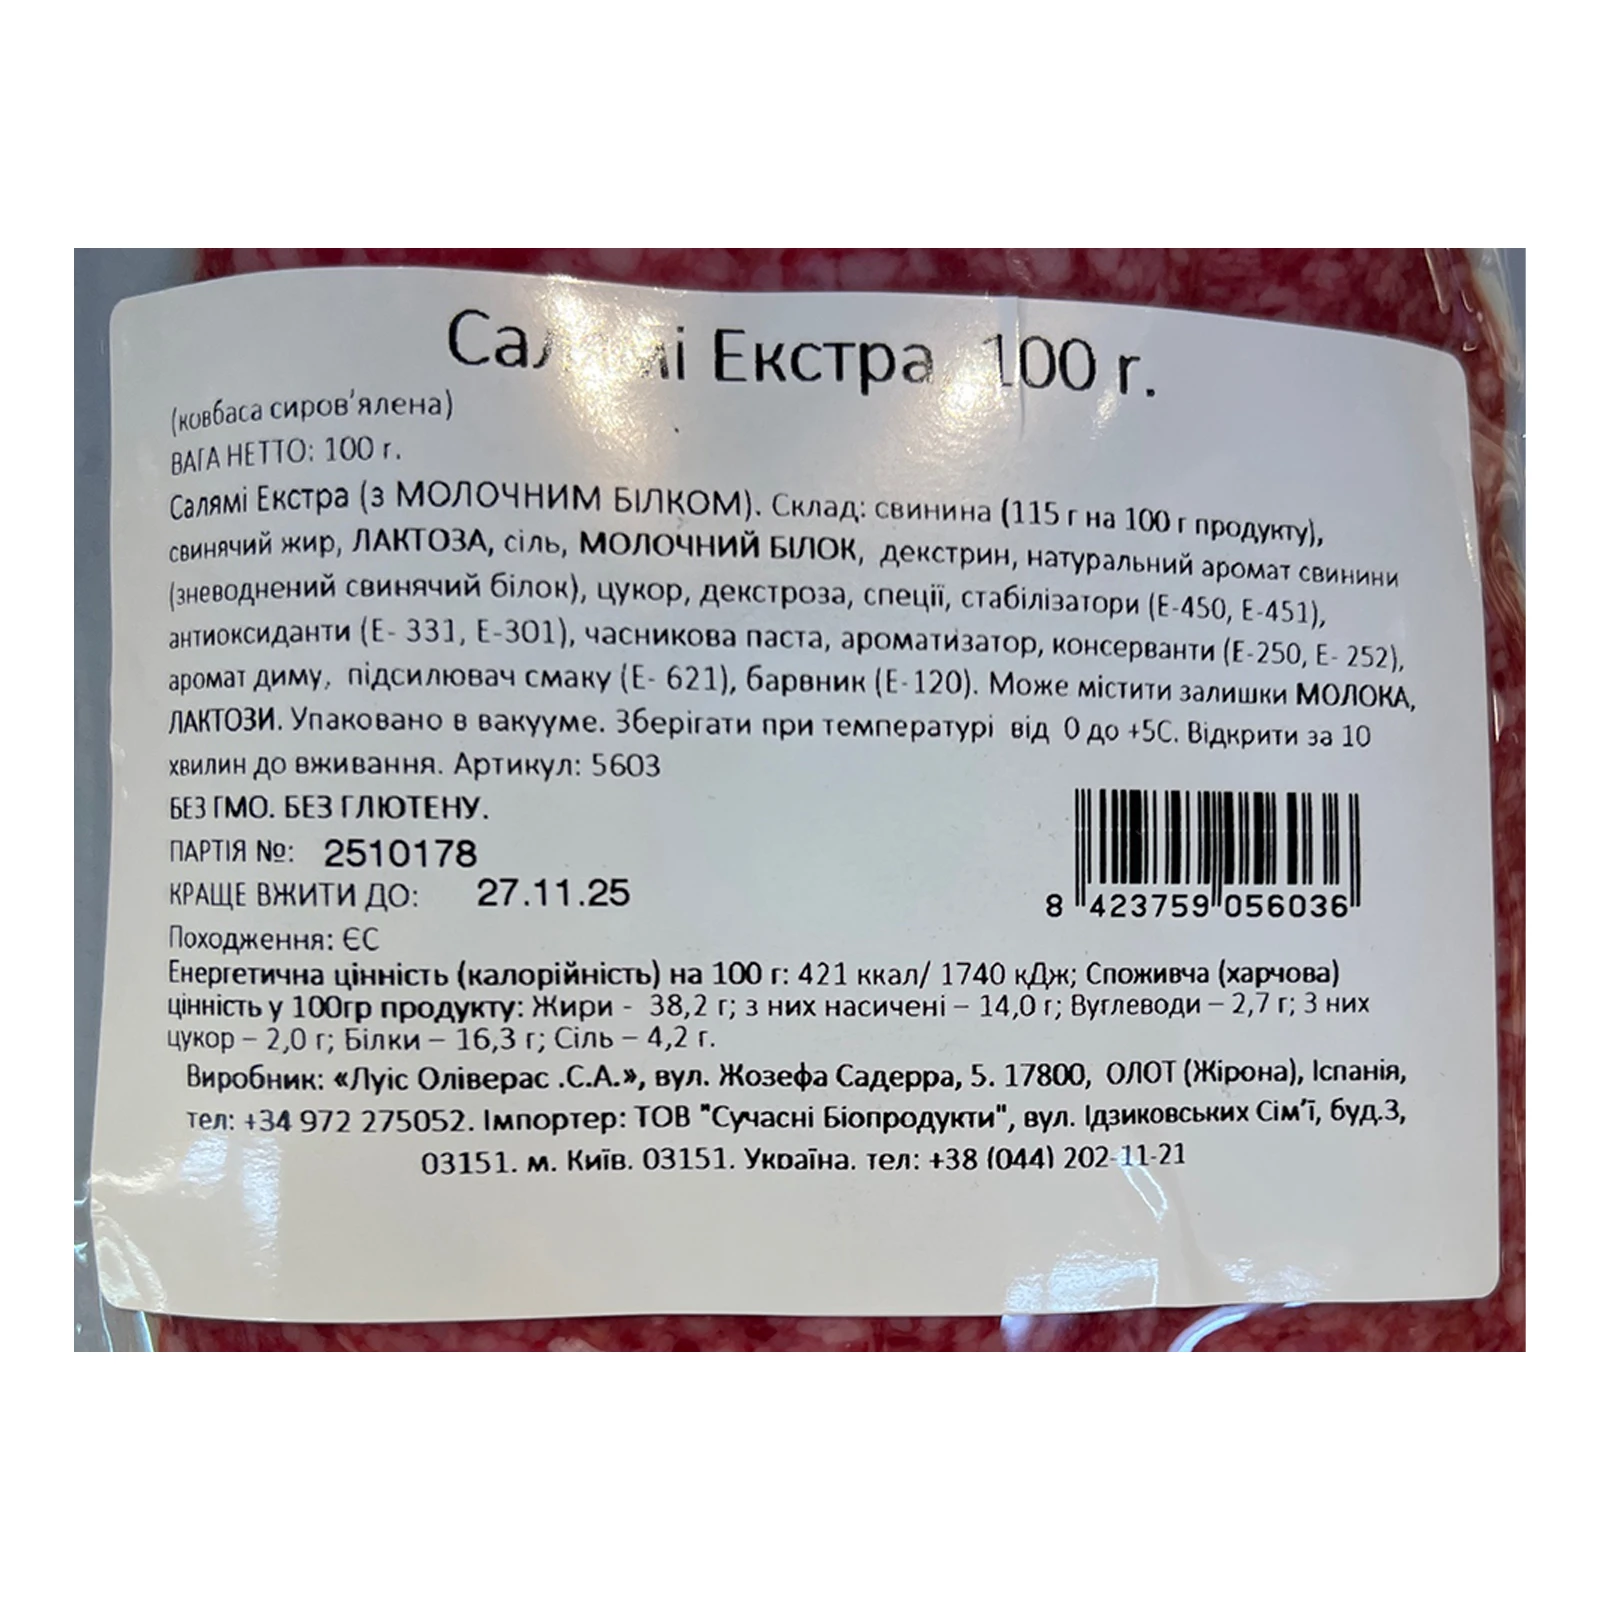 Салямі Екстра 100 г.
(ковбаса сиров'ялена)
ВАГА НЕТТО: 100 г.
Салямі Екстра (з МОЛОЧНИМ БІЛКОМ). Склад: свинина (115 г на 100 г продукту),
свинячий жир, ЛАКТОЗА, сіль, МОЛОЧНИЙ БІЛОК, декстрин, натуральний аромат свинини
(зневоднений свинячий білок), цукор, декстроза, спеції, стабілізатори (Е-450, Е-451),
антиоксиданти (Е- 331, Е-301), часникова паста, ароматизатор, консерванти (Е-250, Е- 252),
аромат диму, підсилювач смаку (Е- 621), барвник (Е-120). Може містити залишки МОЛОКА,
ЛАКТОЗИ. Упаковано в вакууме. Зберігати при температурі від 0 до +5С. Відкрити за 10
хвилин до вживання. Артикул: 5603
БЕЗ ГМО. БЕЗ ГЛЮТЕНУ.
ПАРТІЯ №: 2510178
КРАЩЕ ВЖИТИ ДО: 27.11.25
8 423759 056036
Походження: ЄС
Енергетична цінність (калорійність) на 100 г: 421 ккал/ 1740 кДж; Споживча (харчова)
цінність у 100гр продукту: Жири - 38,2 г; з них насичені – 14,0 г; Вуглеводи – 2,7 г; З них
цукор – 2,0 г; Білки – 16,3 г; Сіль – 4,2 г.
Виробник: «Луіс Оліверас .С.А.», вул. Жозефа Садерра, 5. 17800, ОЛОТ (Жірона), Іспанія,
тел: +34 972 275052. Імпортер: ТОВ "Сучасні Біопродукти", вул. Ідзиковських Сім'ї, буд.3,
03151. м. Київ. 03151. Україна. тел: +38 (044) 202-11-21